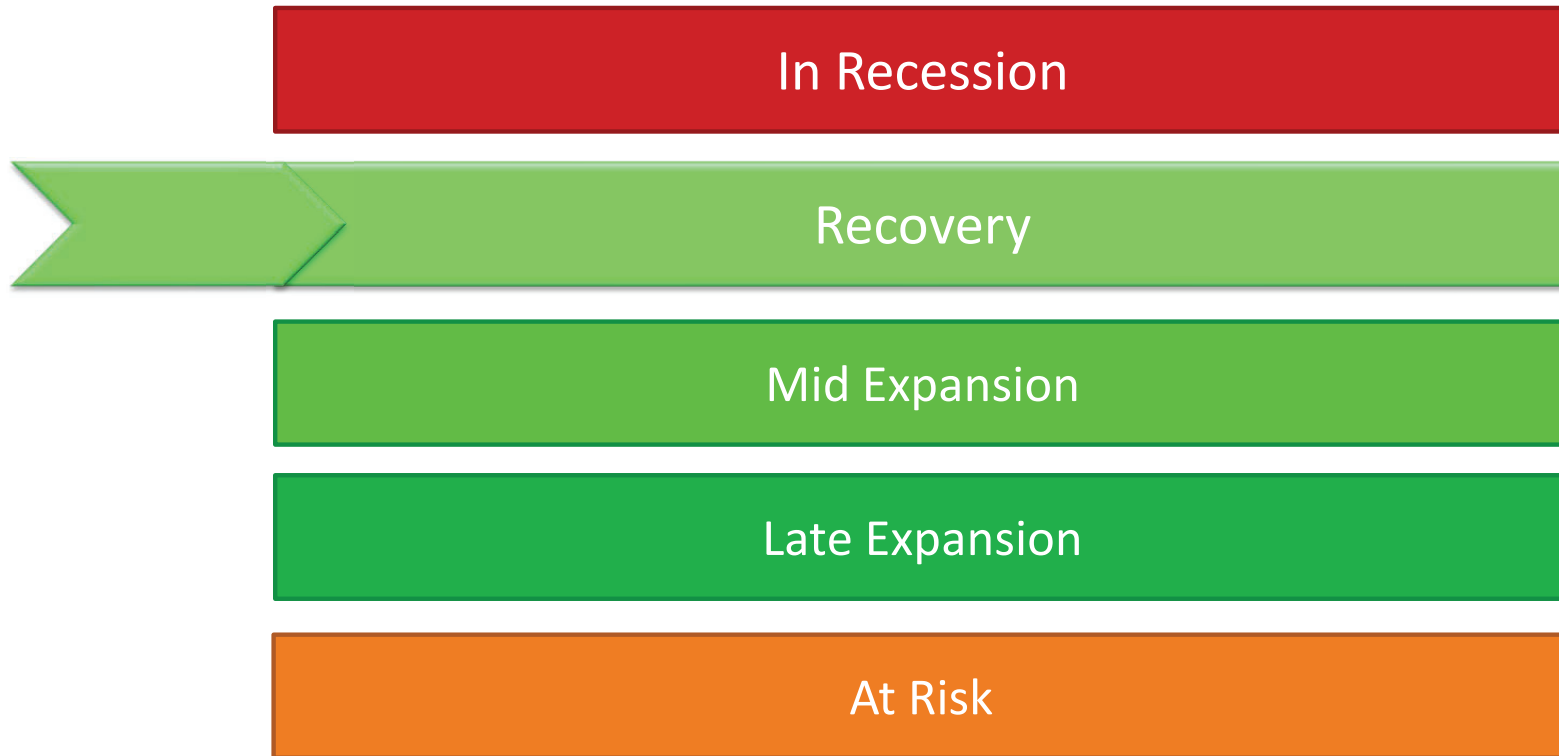 In Recession
Recovery
Mid Expansion
Late Expansion
At Risk